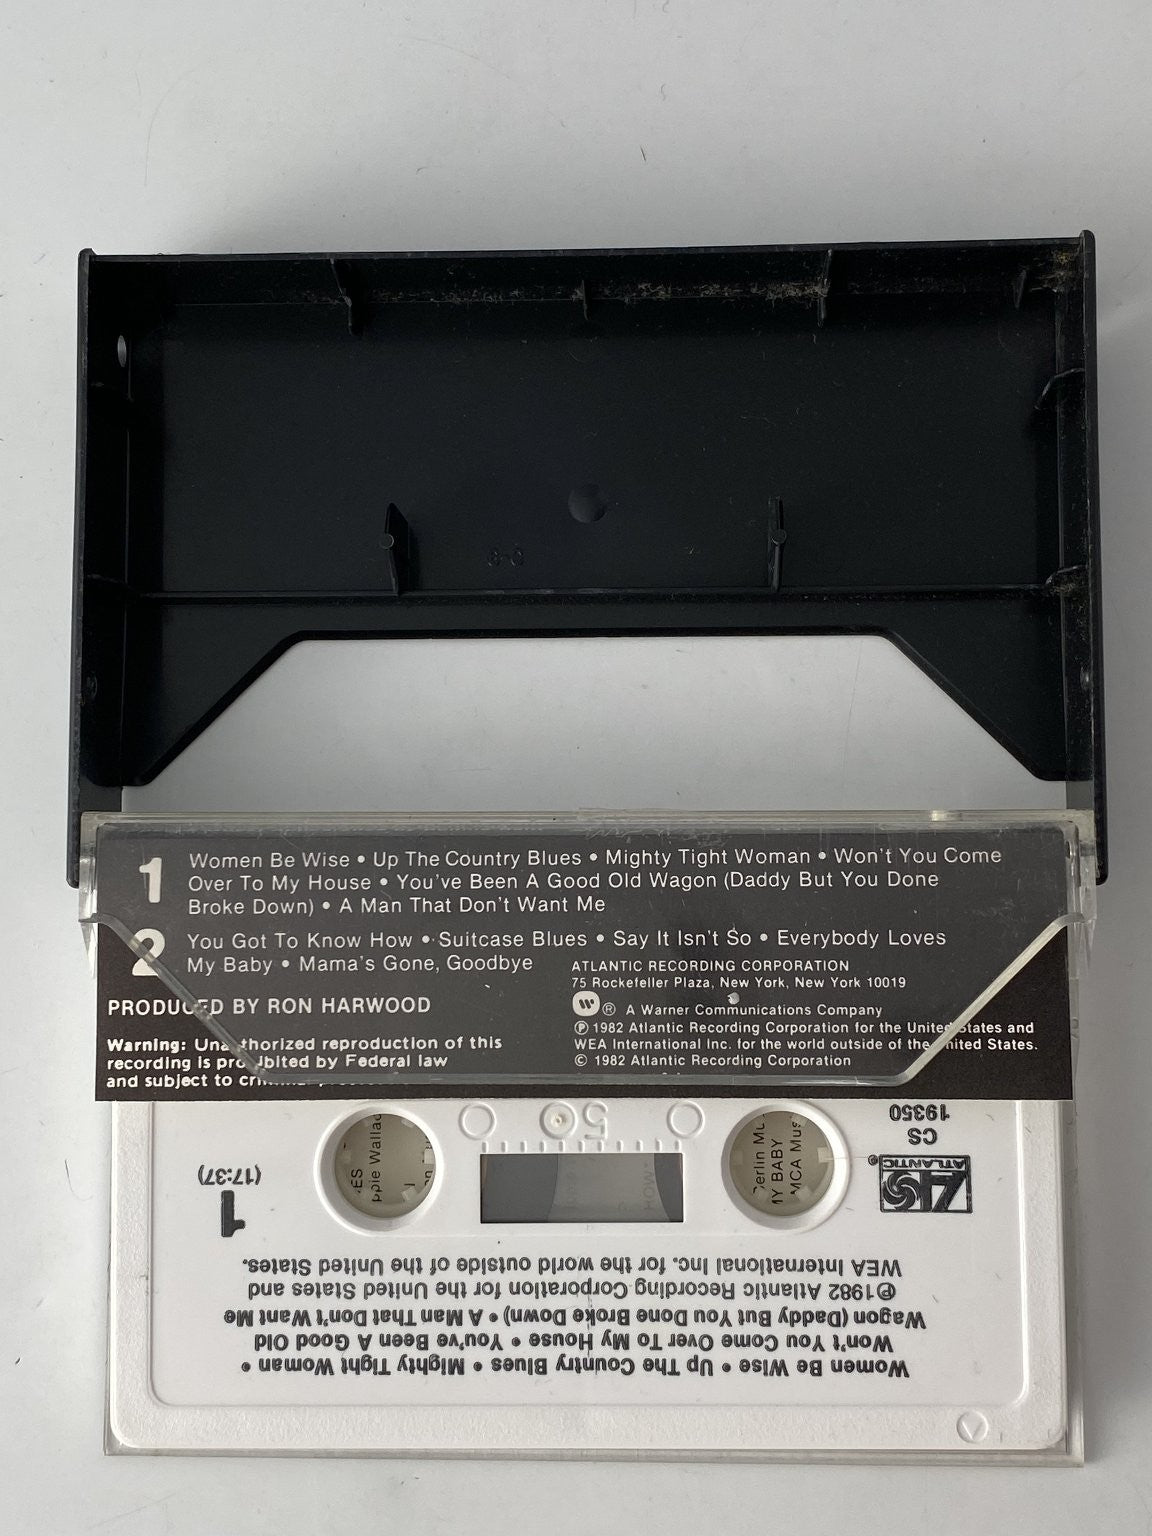 1
Women Be Wise • Up The Country Blues • Mighty Tight Woman • Won't You Come
Over To My House • You've Been A Good Old Wagon (Daddy But You Done
Broke Down) • A Man That Don't Want Me
2
You Got To Know How • Suitcase Blues • Say It Isn't So • Everybody Loves
My Baby • Mama's Gone, Goodbye
ATLANTIC RECORDING CORPORATION
75 Rockefeller Plaza, New York, New York 10019
® A Warner Communications Company
PRODUCED BY RON HARWOOD
℗ 1982 Atlantic Recording Corporation for the United States and
WEA International Inc. for the world outside of the United States.
© 1982 Atlantic Recording Corporation
Warning: Unauthorized reproduction of this
recording is prohibited by Federal law
and subject to
Women Be Wise • Up The Country Blues • Mighty Tight Woman •
Won't You Come Over To My House • You've Been A Good Old
Wagon (Daddy But You Done Broke Down) • A Man That Don't Want Me
℗1982 Atlantic Recording Corporation for the United States and
WEA International Inc. for the world outside of the United States.
ATLANTIC®
1
(17:37)
CS
19350
50
MY BABY
MCA